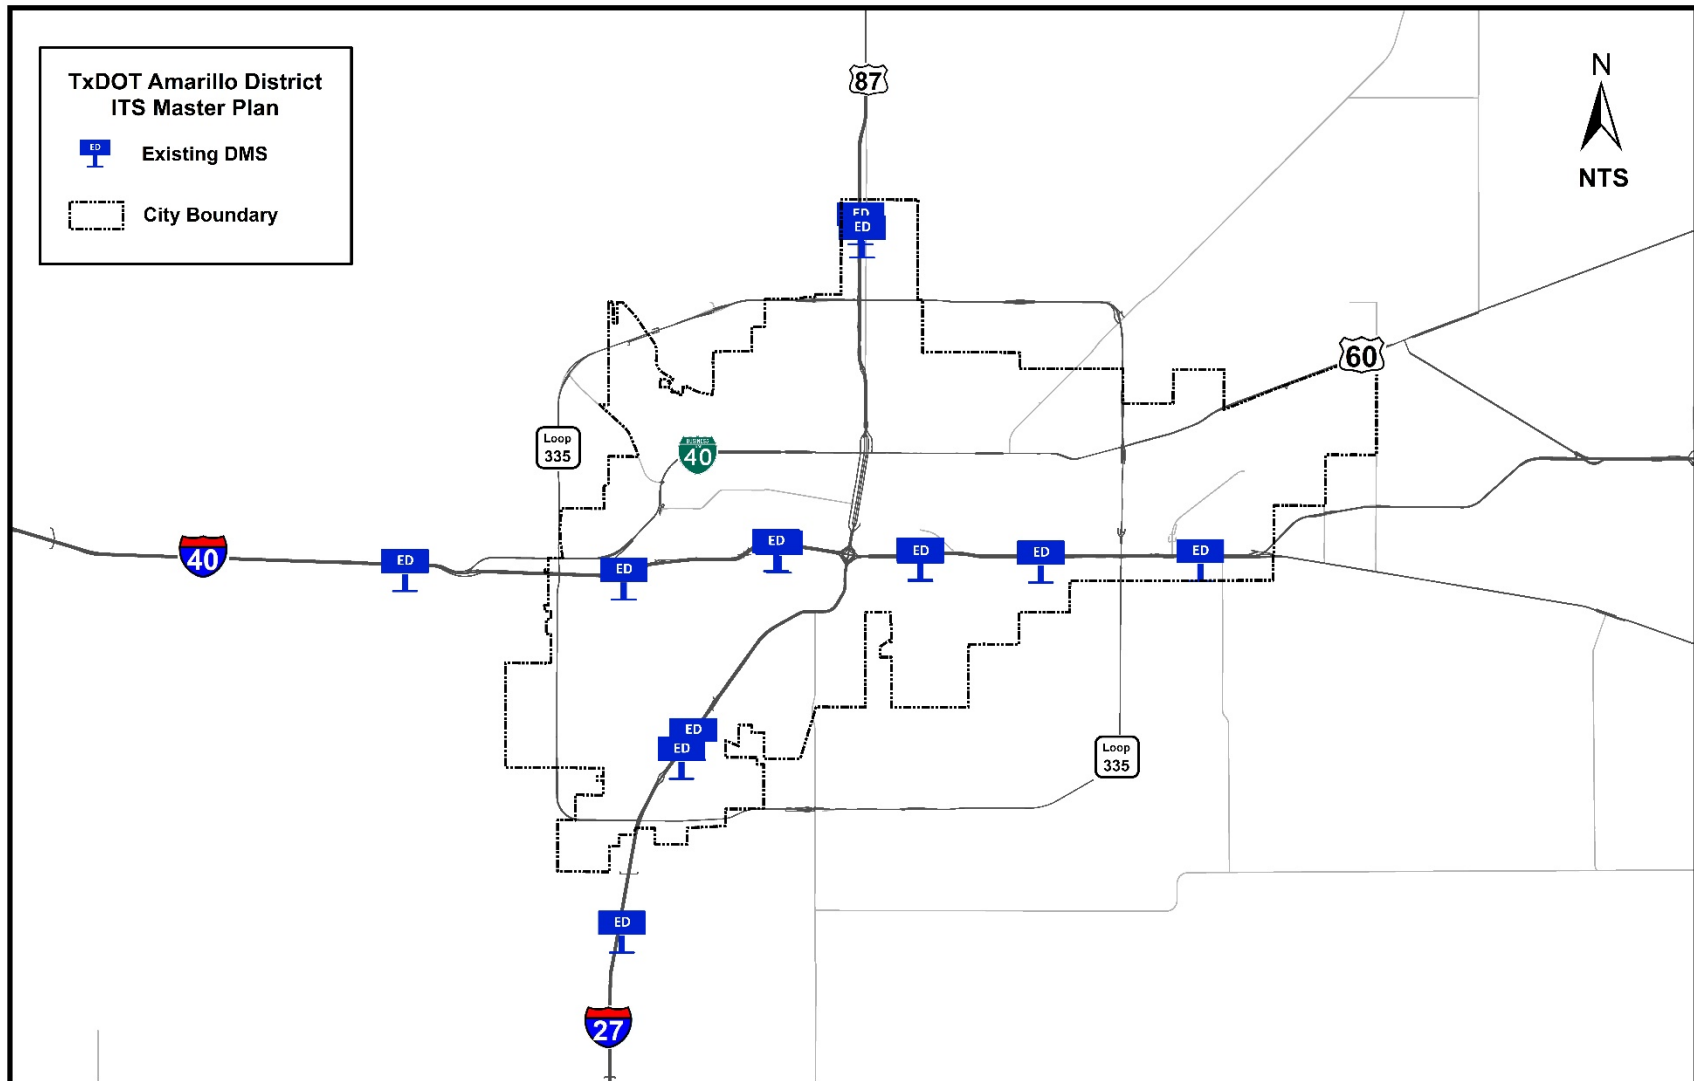 TxDOT Amarillo District
ITS Master Plan
ED
Existing DMS
City Boundary
87
N
NTS
ED
ED
60
Loop
335
BUSINESS
40
40
ED
ED
ED
ED
ED
ED
ED
ED
Loop
335
ED
27